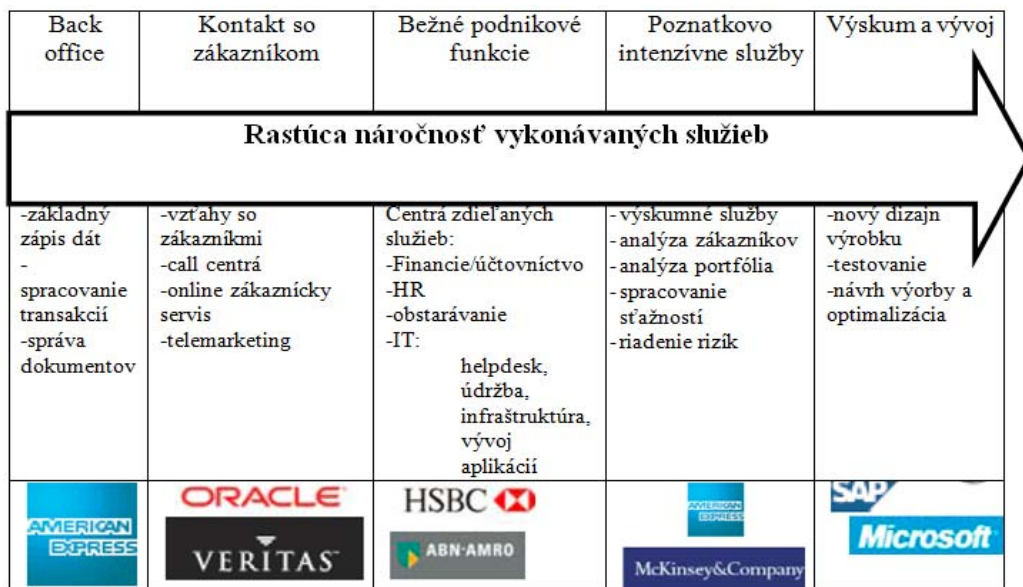 Back
office
Kontakt so
zákazníkom
Bežné podnikové
funkcie
Poznatkovo
intenzívne služby
Výskum a vývoj
Rastúca náročnosť vykonávaných služieb
-základný
zápis dát
-
spracovanie
transakcií
-správa
dokumentov
-vzťahy so
zákazníkmi
-call centrá
-online zákaznícky
servis
-telemarketing
Centrá zdieľaných
služieb:
-Financie/účtovníctvo
-HR
-obstarávanie
-IT:
helpdesk,
údržba,
infraštruktúra,
vývoj
aplikácií
- výskumné služby
- analýza zákazníkov
- analýza portfólia
- spracovanie
sťažností
- riadenie rizík
-nový dizajn
výrobku
-testovanie
-návrh výorby a
optimalizácia
AMERICAN
EXPRESS
ORACLE
VERITAS
HSBC
ABN·AMRO
AMERICAN
EXPRESS
McKinsey&Company
SAP
Microsoft